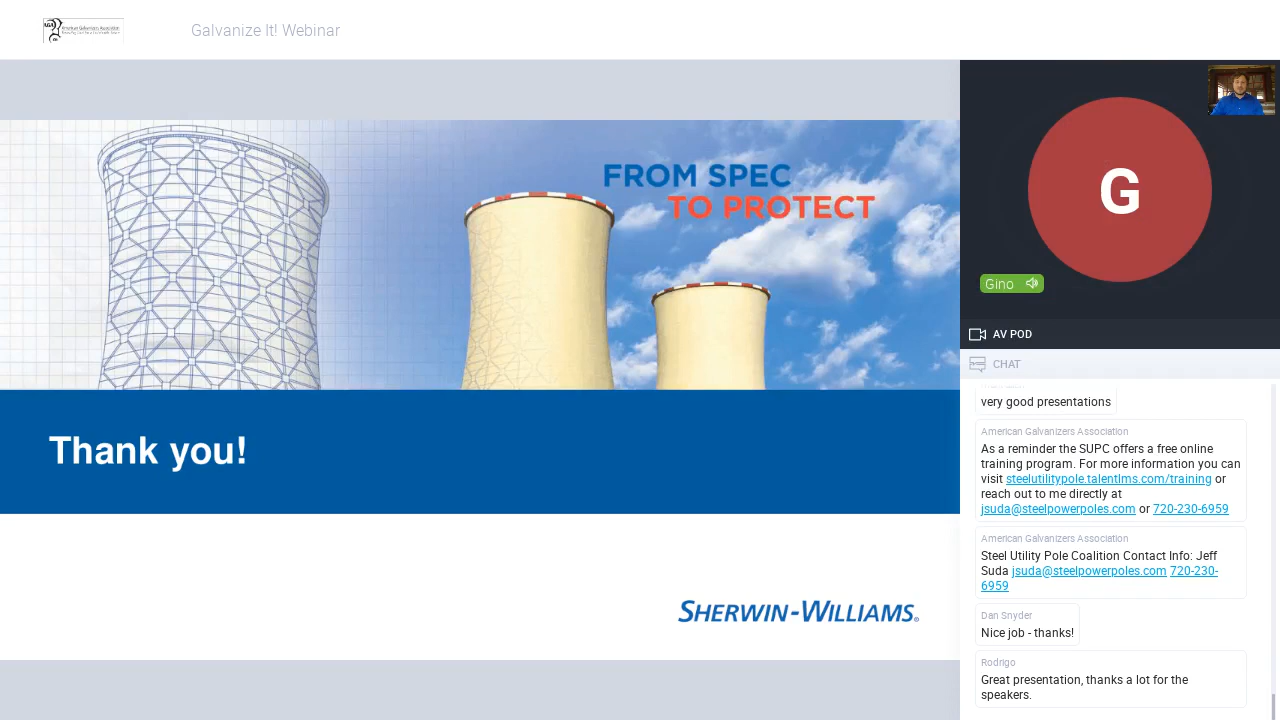 American Galvanizers Association
Galvanize It! Webinar
FROM SPEC
TO PROTECT
Thank you!
SHERWIN-WILLIAMS®
G
Gino
AV POD
CHAT
very good presentations
American Galvanizers Association
As a reminder the SUPC offers a free online
training program. For more information you can
visit steelutilitypole.talentlms.com/training or
reach out to me directly at
jsuda@steelpowerpoles.com or 720-230-6959
American Galvanizers Association
Steel Utility Pole Coalition Contact Info: Jeff
Suda jsuda@steelpowerpoles.com 720-230-
6959
Dan Snyder
Nice job - thanks!
Rodrigo
Great presentation, thanks a lot for the
speakers.